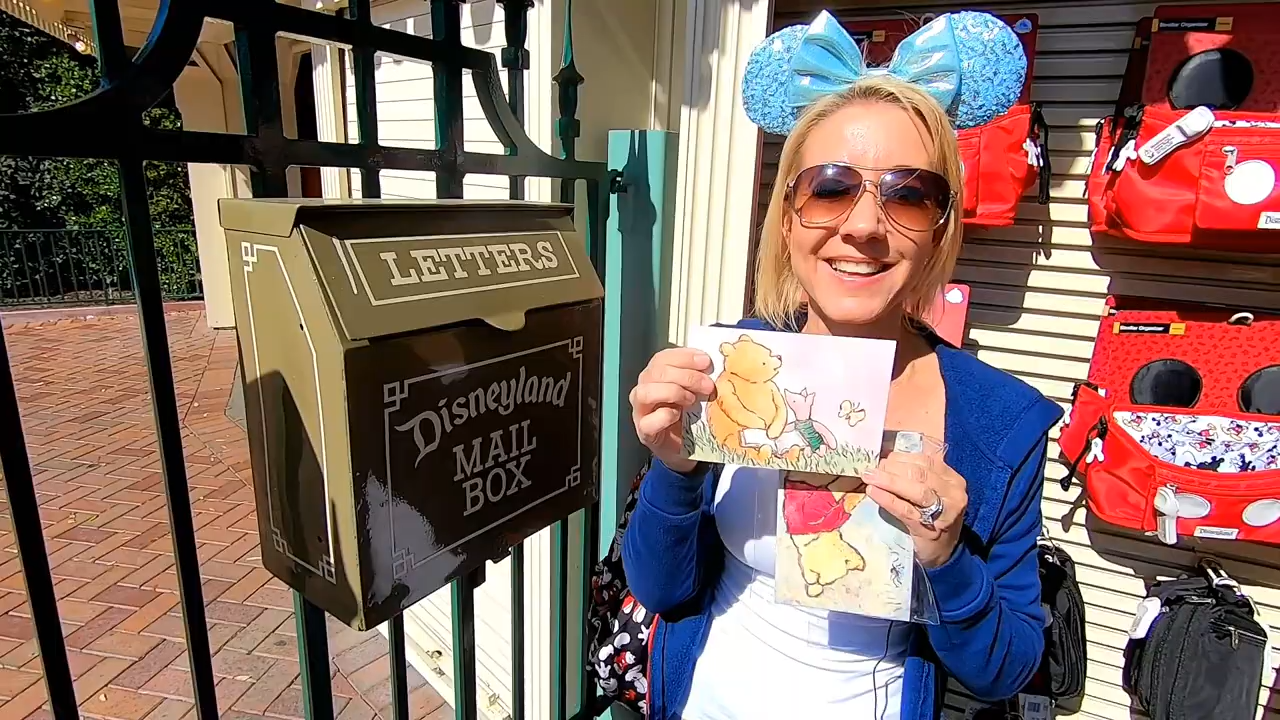 LETTERS
Disneyland
MAIL
BOX
Stroller Organizer
Stroller Organizer
Disneyland